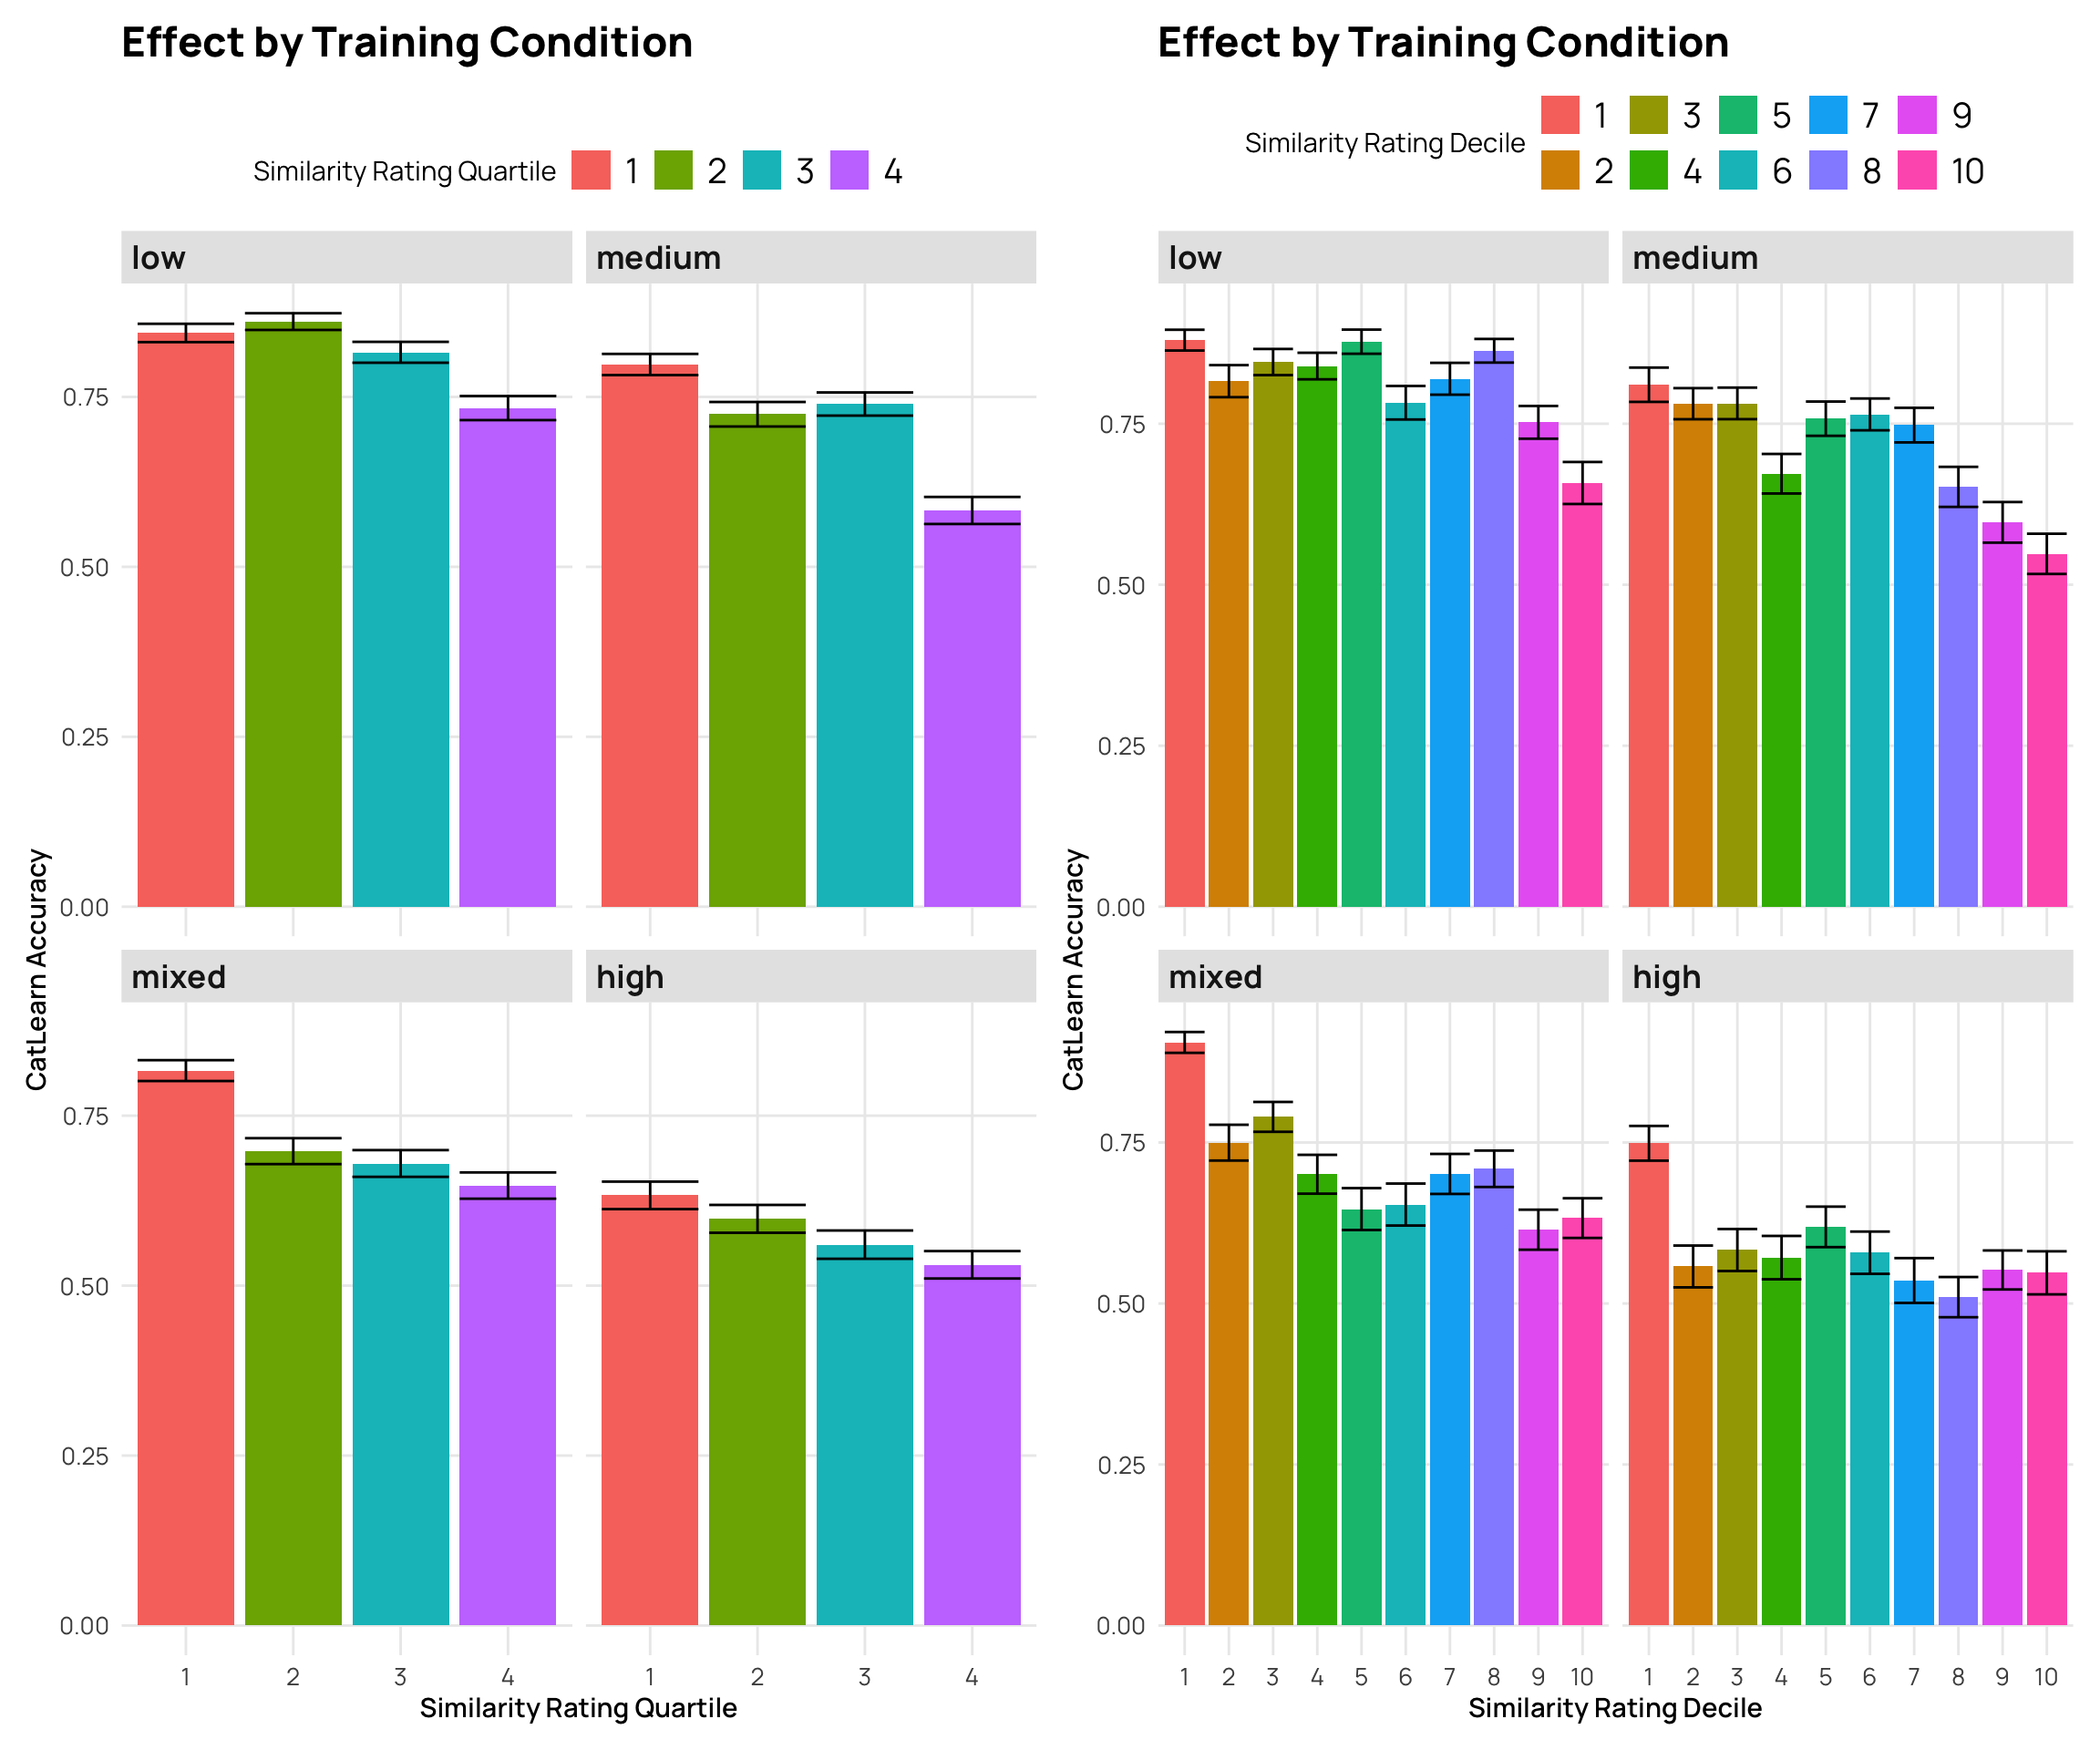 Effect by Training Condition
Similarity Rating Quartile 1 2 3 4
low medium
0.75
0.50
0.25
0.00
mixed high
0.75
0.50
0.25
0.00
1 2 3 4 1 2 3 4
Similarity Rating Quartile
CatLearn Accuracy
Effect by Training Condition
Similarity Rating Decile
1 3 5 7 9
2 4 6 8 10
low medium
0.75
0.50
0.25
0.00
mixed high
0.75
0.50
0.25
0.00
1 2 3 4 5 6 7 8 9 10 1 2 3 4 5 6 7 8 9 10
Similarity Rating Decile
CatLearn Accuracy